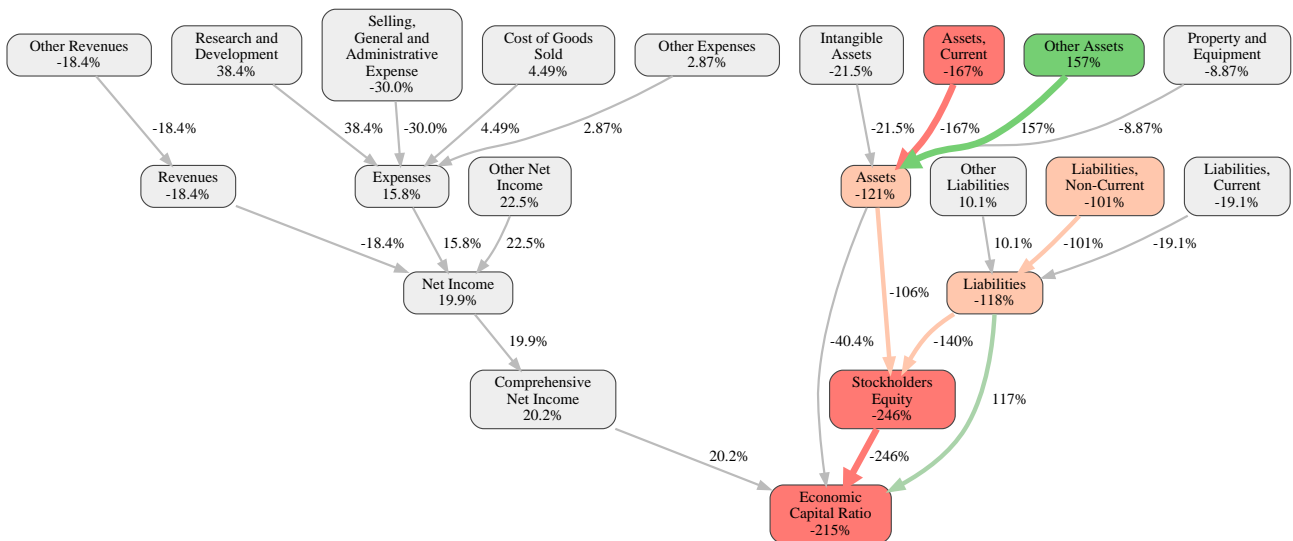 Other Revenues
-18.4%
Research and
Development
38.4%
Selling,
General and
Administrative
Expense
-30.0%
Cost of Goods
Sold
4.49%
Other Expenses
2.87%
Intangible
Assets
-21.5%
Assets,
Current
-167%
Other Assets
157%
Property and
Equipment
-8.87%
-18.4%
38.4%
-30.0%
4.49%
2.87%
-21.5%
-167%
157%
-8.87%
Revenues
-18.4%
Expenses
15.8%
Other Net
Income
22.5%
Assets
-121%
Other
Liabilities
10.1%
Liabilities,
Non-Current
-101%
Liabilities,
Current
-19.1%
-18.4%
15.8%
22.5%
10.1%
-101%
-19.1%
Net Income
19.9%
-106%
Liabilities
-118%
19.9%
-40.4%
-140%
Comprehensive
Net Income
20.2%
Stockholders
Equity
-246%
117%
20.2%
-246%
Economic
Capital Ratio
-215%